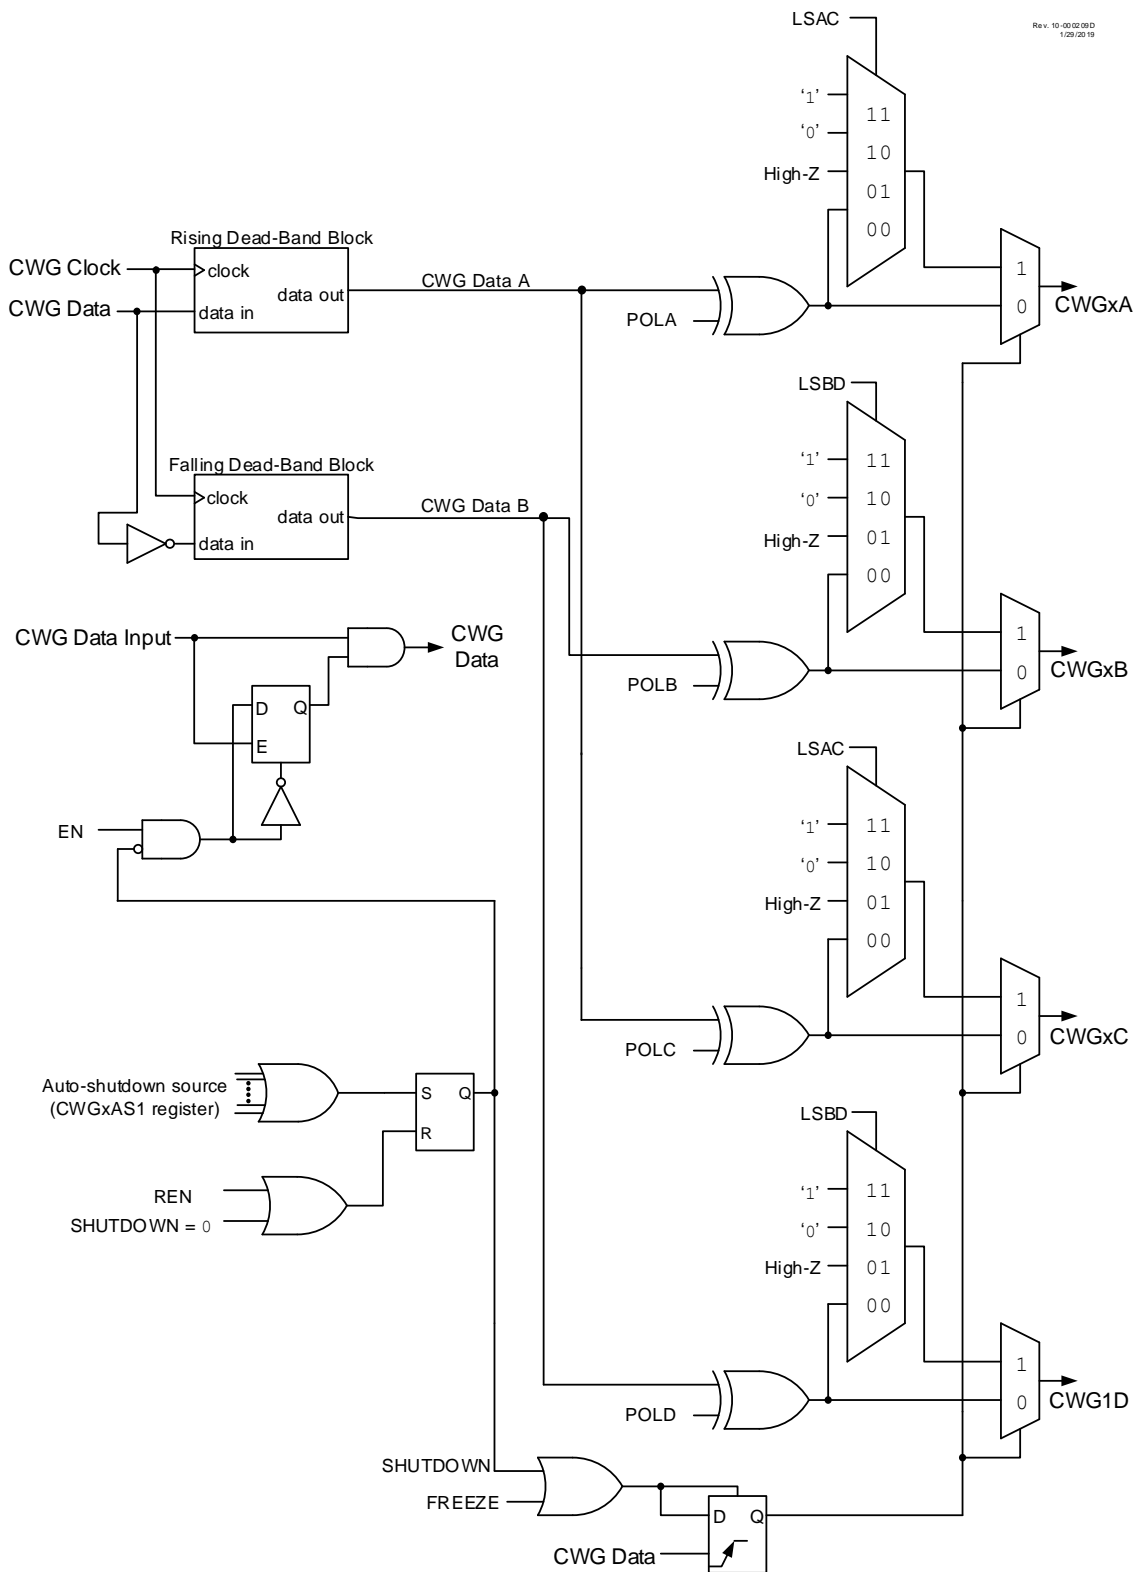 LSAC
Rev. 10-000209D
1/29/2019
‘1’
11
‘0’
10
High-Z
01
00
Rising Dead-Band Block
CWG Clock
clock
CWG Data A
data out
CWG Data
data in
POLA
1
0
CWGxA
LSBD
‘1’
11
Falling Dead-Band Block
‘0’
10
clock
CWG Data B
data out
High-Z
01
data in
00
CWG Data Input
CWG
Data
1
0
CWGxB
POLB
D
Q
E
LSAC
EN
‘1’
11
‘0’
10
High-Z
01
00
1
0
CWGxC
POLC
Auto-shutdown source
(CWGxAS1 register)
S
Q
R
LSBD
REN
SHUTDOWN = 0
‘1’
11
‘0’
10
High-Z
01
00
1
0
CWG1D
POLD
SHUTDOWN
FREEZE
D
Q
CWG Data